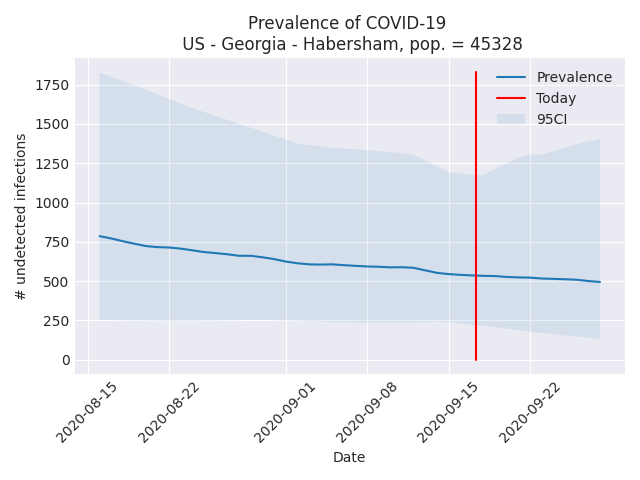 Prevalence of COVID-19
US - Georgia - Habersham, pop. = 45328
Prevalence
Today
95CI
# undetected infections
1750
1500
1250
1000
750
500
250
0
2020-08-15
2020-08-22
2020-09-01
2020-09-08
2020-09-15
2020-09-22
Date